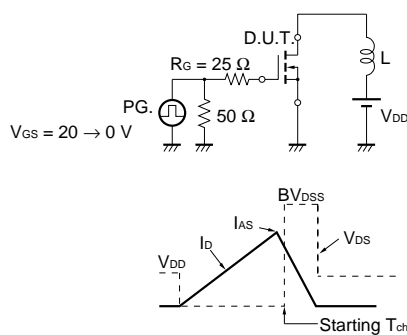 D.U.T.
RG = 25 Ω
L
PG.
50 Ω
VDD
VGS = 20 → 0 V
BVDSS
IAS
ID
VDS
VDD
Starting Tch